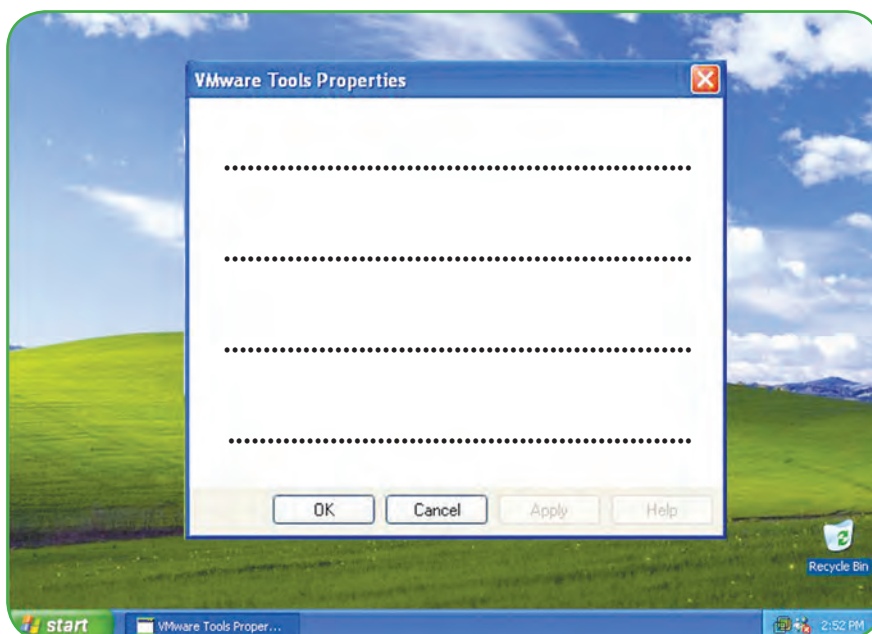 VMware Tools Properties
........................................................
........................................................
........................................................
........................................................
OK Cancel Apply Help
Recycle Bin
start VMware Tools Proper... 2:52 PM